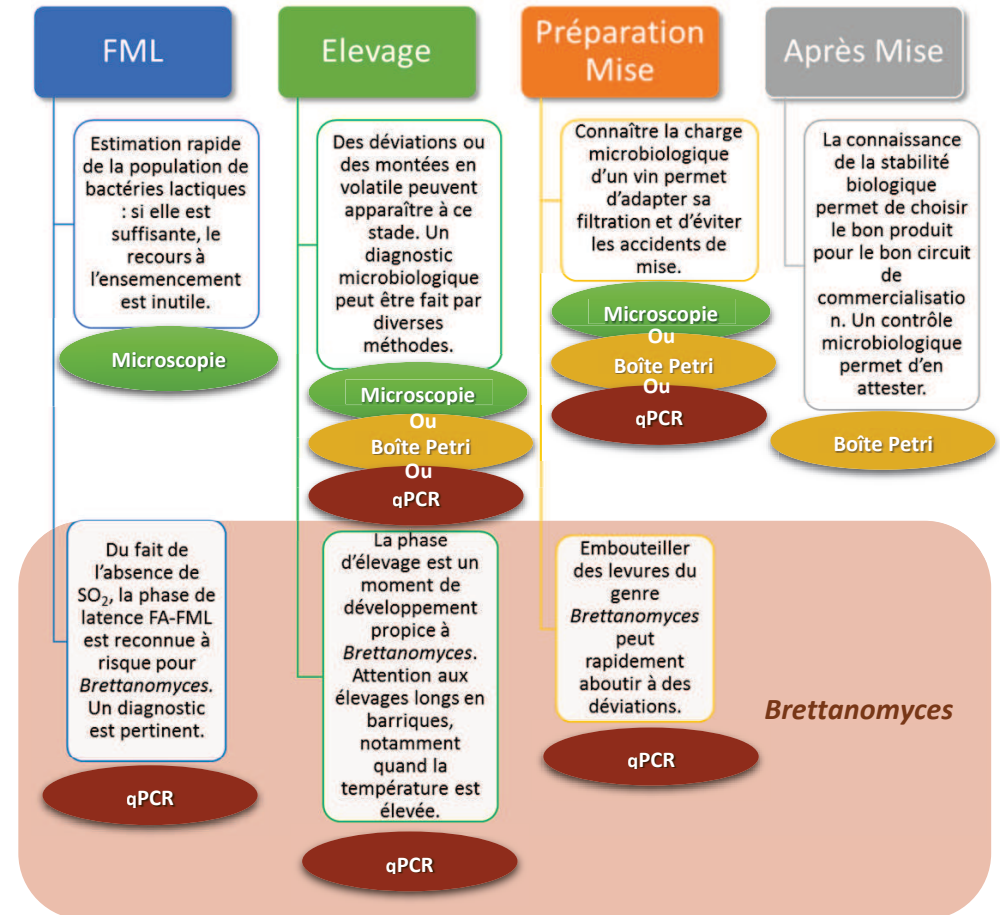 FML
Estimation rapide
de la population de
bactéries lactiques
: si elle est
suffisante, le
recours à
l'ensemencement
est inutile.
Microscopie
Du fait de
l'absence de
SO₂, la phase de
latence FA-FML
est reconnue à
risque pour
Brettanomyces.
Un diagnostic
est pertinent.
qPCR
Elevage
Des déviations ou
des montées en
volatile peuvent
apparaître à ce
stade. Un
diagnostic
microbiologique
peut être fait par
diverses
méthodes.
Microscopie
Ou
Boîte Petri
Ou
qPCR
La phase
d'élevage est un
moment de
développement
propice à
Brettanomyces.
Attention aux
élevages longs en
barriques,
notamment
quand la
température est
élevée.
qPCR
Préparation
Mise
Connaître la charge
microbiologique
d'un vin permet
d'adapter sa
filtration et d'éviter
les accidents de
mise.
Microscopie
Ou
Boîte Petri
Ou
qPCR
Embouteiller
des levures du
genre
Brettanomyces
peut
rapidement
aboutir à des
déviations.
qPCR
Après Mise
La connaissance
de la stabilité
biologique
permet de choisir
le bon produit
pour le bon circuit
de
commercialisatio
n. Un contrôle
microbiologique
permet d'en
attester.
Boîte Petri
Brettanomyces